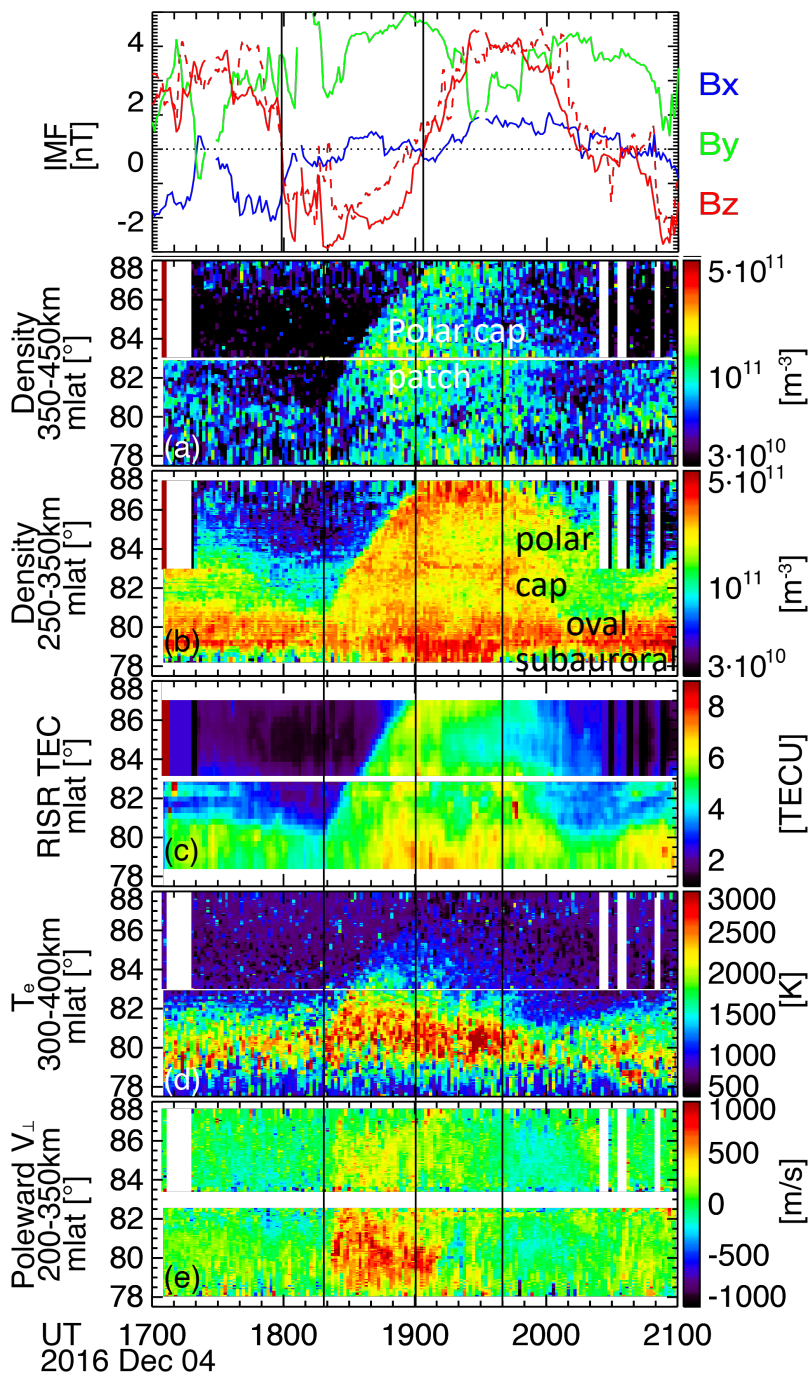 4
2
0
-2
IMF
[nT]
Bx
By
Bz
88
86
84
82
80
78
Density
350-450km
mlat [°]
Polar cap
patch
(a)
5·10¹¹
10¹¹
3·10¹⁰
[m⁻³]
88
86
84
82
80
78
Density
250-350km
mlat [°]
polar
cap
oval
subauroral
(b)
5·10¹¹
10¹¹
3·10¹⁰
[m⁻³]
88
86
84
82
80
78
RISR TEC
mlat [°]
(c)
8
6
4
2
[TECU]
88
86
84
82
80
78
Tₑ
300-400km
mlat [°]
(d)
3000
2500
2000
1500
1000
500
[K]
88
86
84
82
80
78
Poleward V⊥
200-350km
mlat [°]
(e)
1000
500
0
-500
-1000
[m/s]
UT 1700 1800 1900 2000 2100
2016 Dec 04